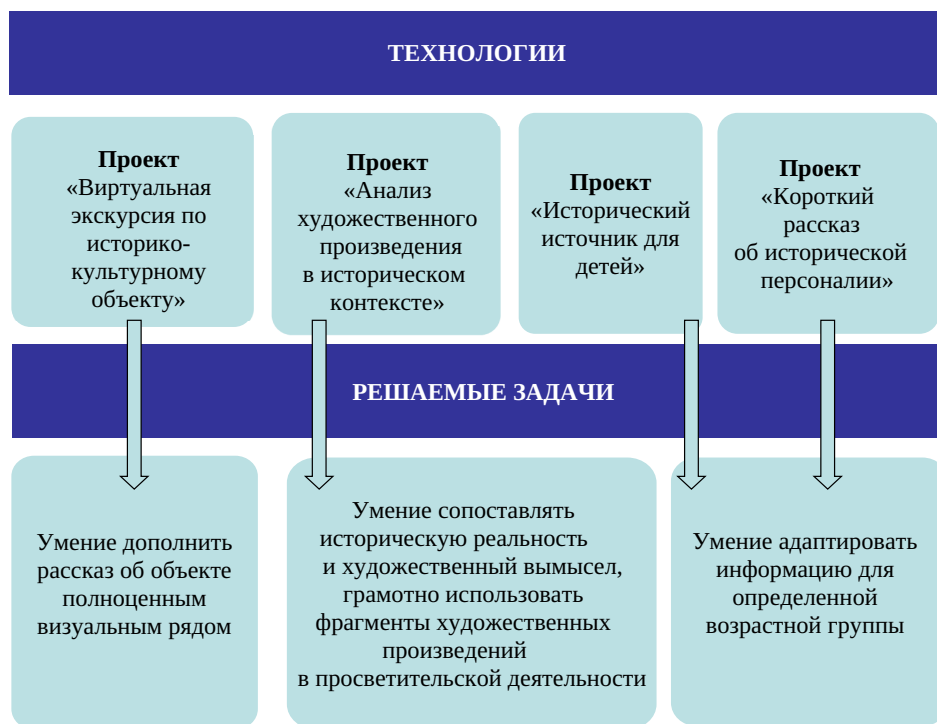 ТЕХНОЛОГИИ
Проект
«Виртуальная
экскурсия по
историко-
культурному
объекту»
Проект
«Анализ
художественного
произведения
в историческом
контексте»
Проект
«Исторический
источник для
детей»
Проект
«Короткий
рассказ
об исторической
персоналии»
РЕШАЕМЫЕ ЗАДАЧИ
Умение дополнить
рассказ об объекте
полноценным
визуальным рядом
Умение сопоставлять
историческую реальность
и художественный вымысел,
грамотно использовать
фрагменты художественных
произведений
в просветительской деятельности
Умение адаптировать
информацию для
определенной
возрастной группы